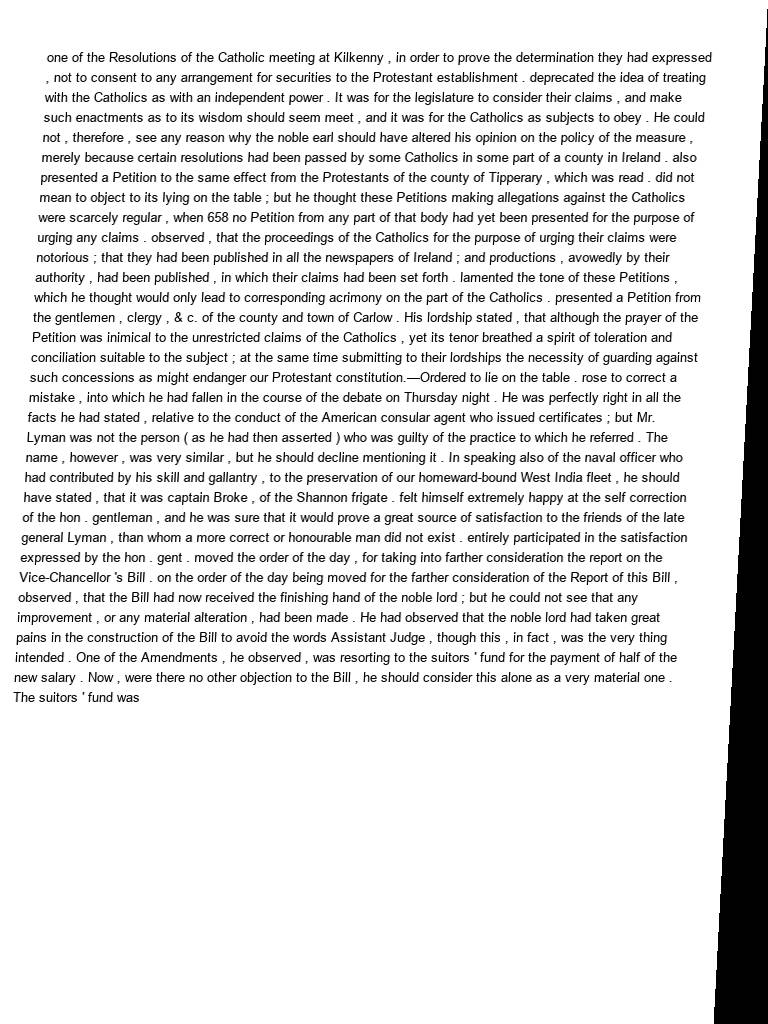 one of the Resolutions of the Catholic meeting at Kilkenny , in order to prove the determination they had expressed
, not to consent to any arrangement for securities to the Protestant establishment . deprecated the idea of treating
with the Catholics as with an independent power . It was for the legislature to consider their claims , and make
such enactments as to its wisdom should seem meet , and it was for the Catholics as subjects to obey . He could
not , therefore , see any reason why the noble earl should have altered his opinion on the policy of the measure ,
merely because certain resolutions had been passed by some Catholics in some part of a county in Ireland . also
presented a Petition to the same effect from the Protestants of the county of Tipperary , which was read . did not
mean to object to its lying on the table ; but he thought these Petitions making allegations against the Catholics
were scarcely regular , when 658 no Petition from any part of that body had yet been presented for the purpose of
urging any claims . observed , that the proceedings of the Catholics for the purpose of urging their claims were
notorious ; that they had been published in all the newspapers of Ireland ; and productions , avowedly by their
authority , had been published , in which their claims had been set forth . lamented the tone of these Petitions ,
which he thought would only lead to corresponding acrimony on the part of the Catholics . presented a Petition from
the gentlemen , clergy , & c. of the county and town of Carlow . His lordship stated , that although the prayer of the
Petition was inimical to the unrestricted claims of the Catholics , yet its tenor breathed a spirit of toleration and
conciliation suitable to the subject ; at the same time submitting to their lordships the necessity of guarding against
such concessions as might endanger our Protestant constitution.—Ordered to lie on the table . rose to correct a
mistake , into which he had fallen in the course of the debate on Thursday night . He was perfectly right in all the
facts he had stated , relative to the conduct of the American consular agent who issued certificates ; but Mr.
Lyman was not the person ( as he had then asserted ) who was guilty of the practice to which he referred . The
name , however , was very similar , but he should decline mentioning it . In speaking also of the naval officer who
had contributed by his skill and gallantry , to the preservation of our homeward-bound West India fleet , he should
have stated , that it was captain Broke , of the Shannon frigate . felt himself extremely happy at the self correction
of the hon . gentleman , and he was sure that it would prove a great source of satisfaction to the friends of the late
general Lyman , than whom a more correct or honourable man did not exist . entirely participated in the satisfaction
expressed by the hon . gent . moved the order of the day , for taking into farther consideration the report on the
Vice-Chancellor 's Bill . on the order of the day being moved for the farther consideration of the Report of this Bill ,
observed , that the Bill had now received the finishing hand of the noble lord ; but he could not see that any
improvement , or any material alteration , had been made . He had observed that the noble lord had taken great
pains in the construction of the Bill to avoid the words Assistant Judge , though this , in fact , was the very thing
intended . One of the Amendments , he observed , was resorting to the suitors ' fund for the payment of half of the
new salary . Now , were there no other objection to the Bill , he should consider this alone as a very material one .
The suitors ' fund was